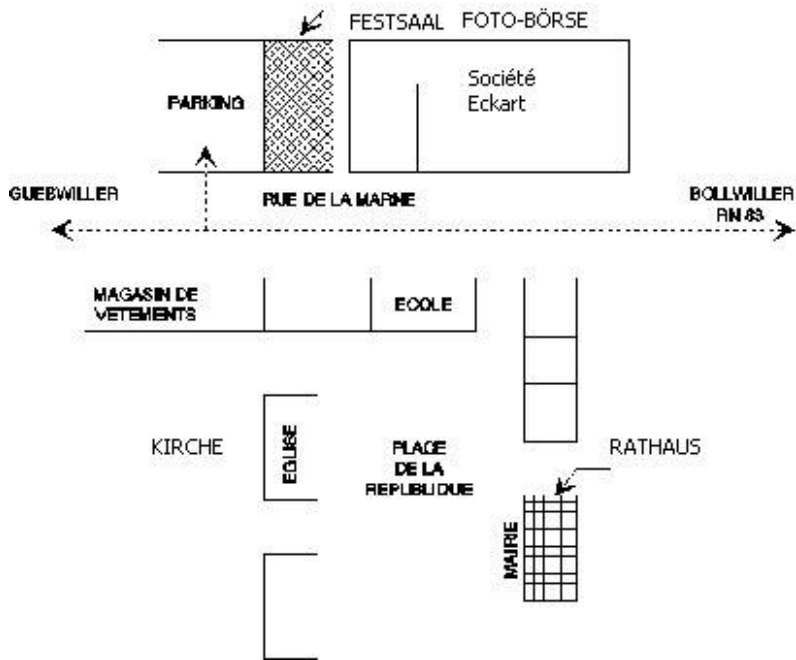 FESTSAAL FOTO-BÖRSE
Société
Eckart
PARKING
GUEBWILLER
RUE DE LA MARNE
BOLLWILLER
RN 83
MAGASIN DE
VETEMENTS
ECOLE
KIRCHE
EGLISE
PLACE
DE LA
REPUBLIQUE
RATHAUS
MAIRIE